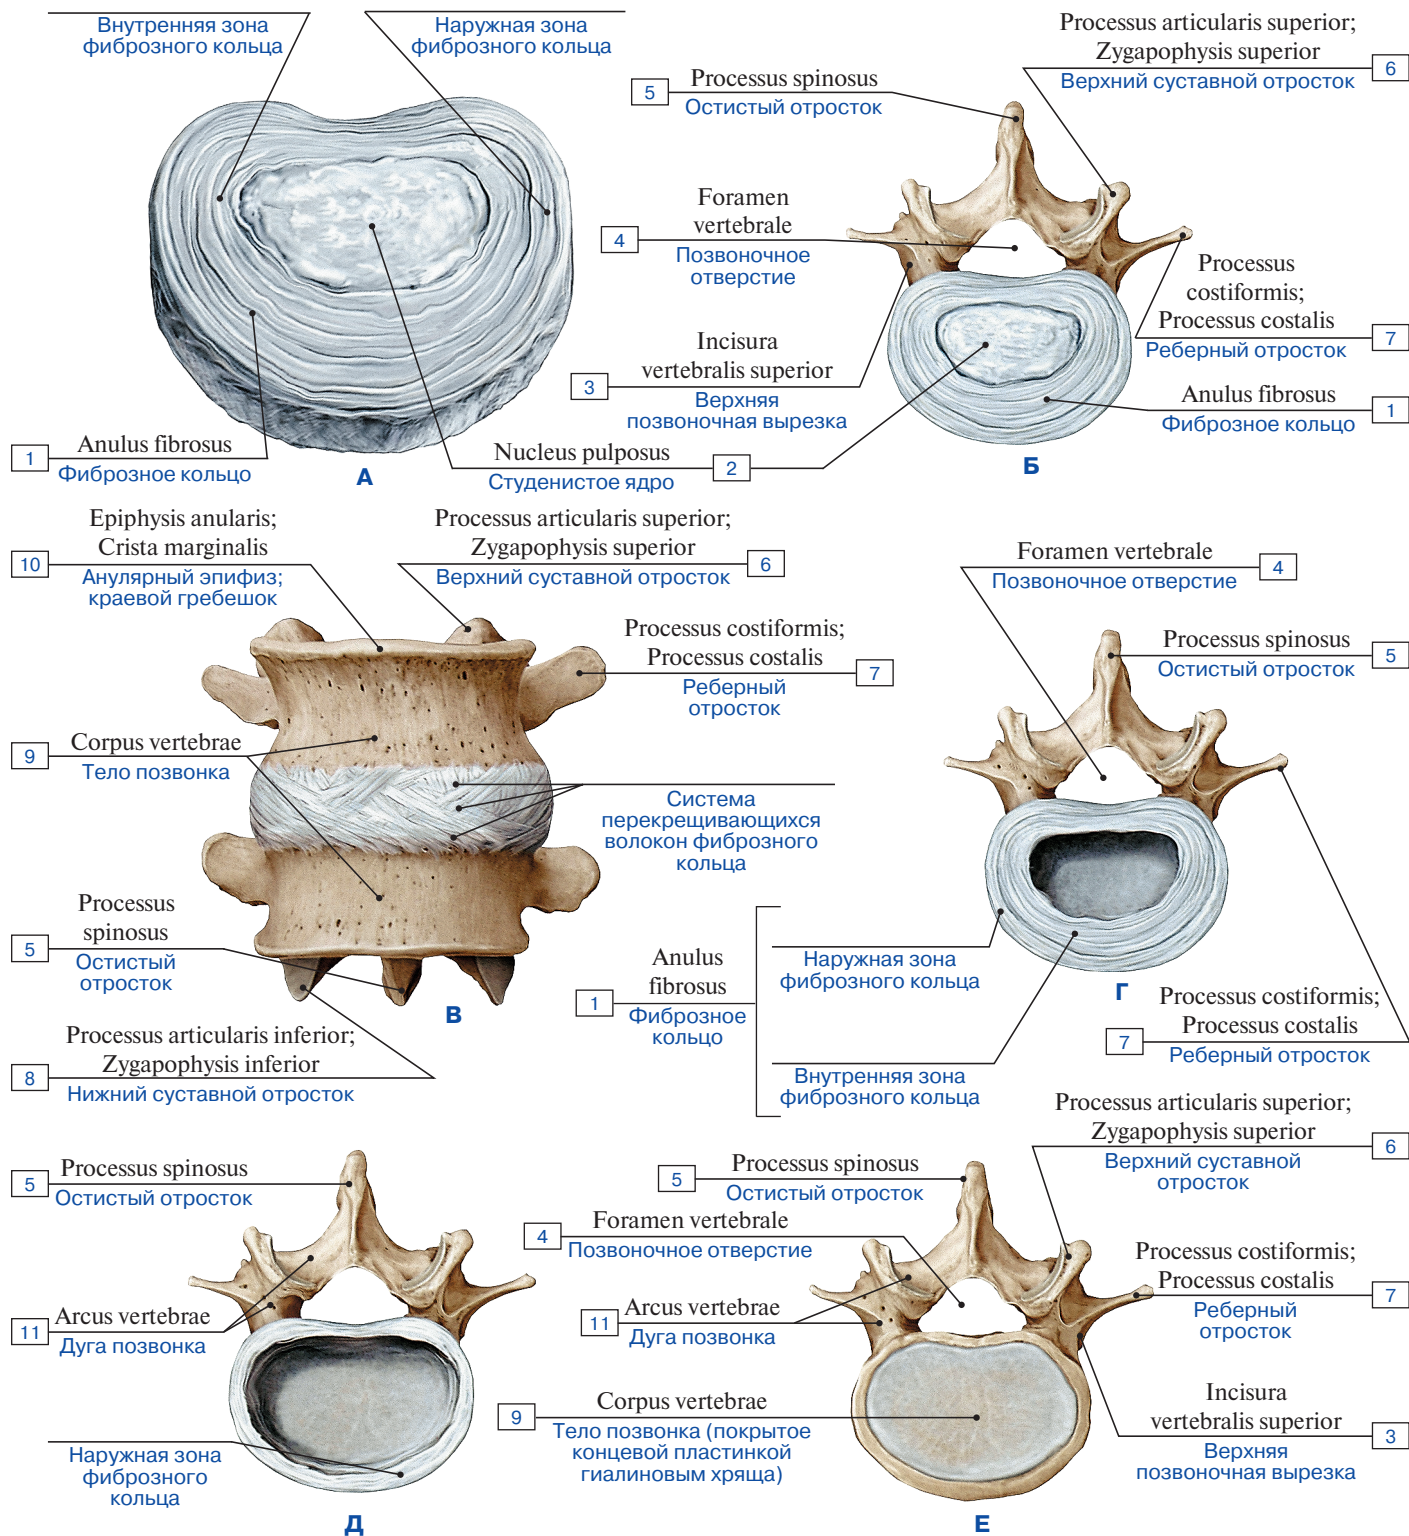 Внутренняя зона
фиброзного кольца
Наружная зона
фиброзного кольца
1
Anulus fibrosus
Фиброзное кольцо
Nucleus pulposus
Студенистое ядро
2
А
5
Processus spinosus
Остистый отросток
Processus articularis superior;
Zygapophysis superior
Верхний суставной отросток
6
Foramen
vertebrale
4
Позвоночное
отверстие
Incisura
vertebralis superior
3
Верхняя
позвоночная вырезка
Processus
costiformis;
Processus costalis
Реберный отросток
7
Anulus fibrosus
Фиброзное кольцо
1
Б
Epiphysis anularis;
Crista marginalis
10
Анулярный эпифиз;
краевой гребешок
Processus articularis superior;
Zygapophysis superior
Верхний суставной отросток
6
Processus costiformis;
Processus costalis
7
Реберный
отросток
9
Corpus vertebrae
Тело позвонка
Система
перекрещивающихся
волокон фиброзного
кольца
Processus
spinosus
5
Остистый
отросток
Processus articularis inferior;
Zygapophysis inferior
8
Нижний суставной отросток
В
Foramen vertebrale
Позвоночное отверстие
4
Processus spinosus
Остистый отросток
5
Anulus
fibrosus
1
Фиброзное
кольцо
Наружная зона
фиброзного кольца
Внутренняя зона
фиброзного кольца
Г
Processus costiformis;
Processus costalis
7
Реберный отросток
5
Processus spinosus
Остистый отросток
11
Arcus vertebrae
Дуга позвонка
Наружная зона
фиброзного
кольца
Д
5
Processus spinosus
Остистый отросток
4
Foramen vertebrale
Позвоночное отверстие
11
Arcus vertebrae
Дуга позвонка
9
Corpus vertebrae
Тело позвонка (покрытое
концевой пластинкой
гиалиновым хряща)
Processus articularis superior;
Zygapophysis superior
6
Верхний суставной
отросток
Processus costiformis;
Processus costalis
7
Реберный
отросток
Incisura
vertebralis superior
3
Верхняя
позвоночная вырезка
Е